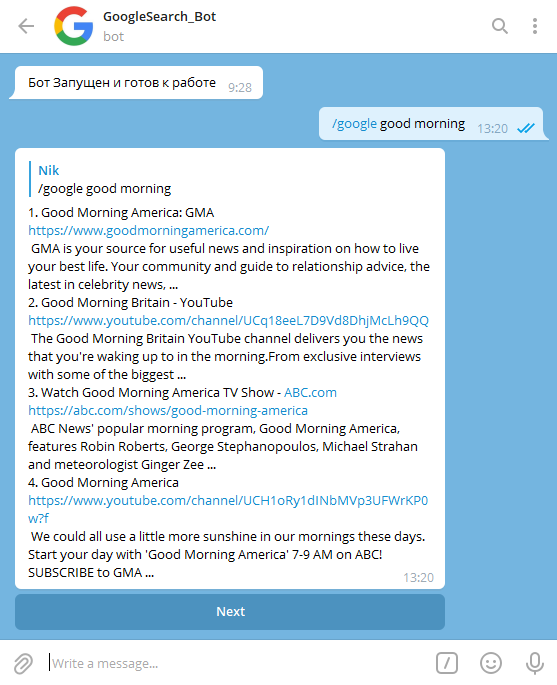 GoogleSearch_Bot
bot
Бот Запущен и готов к работе 9:28
/google good morning 13:20
Nik
/google good morning
1. Good Morning America: GMA
https://www.goodmorningamerica.com/
GMA is your source for useful news and inspiration on how to live
your best life. Your community and guide to relationship advice, the
latest in celebrity news, ...
2. Good Morning Britain - YouTube
https://www.youtube.com/channel/UCq18eeL7D9Vd8DhjMcLh9QQ
The Good Morning Britain YouTube channel delivers you the news
that you're waking up to in the morning.From exclusive interviews
with some of the biggest ...
3. Watch Good Morning America TV Show - ABC.com
https://abc.com/shows/good-morning-america
ABC News' popular morning program, Good Morning America,
features Robin Roberts, George Stephanopoulos, Michael Strahan
and meteorologist Ginger Zee ...
4. Good Morning America
https://www.youtube.com/channel/UCH1oRy1dINbMVp3UFWrKP0
w?f
We could all use a little more sunshine in our mornings these days.
Start your day with 'Good Morning America' 7-9 AM on ABC!
SUBSCRIBE to GMA ...
13:20
Next
Write a message...